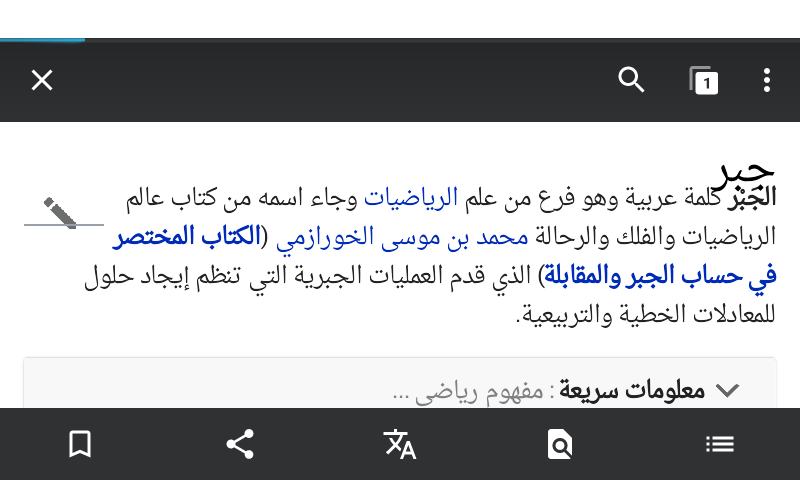 1
جبر
الجَبْر كلمة عربية وهو فرع من علم الرياضيات وجاء اسمه من كتاب عالم
الرياضيات والفلك والرحالة محمد بن موسى الخورازمي (الكتاب المختصر
في حساب الجبر والمقابلة) الذي قدم العمليات الجبرية التي تنظم إيجاد حلول
للمعادلات الخطية والتربيعية.
معلومات سريعة : مفهوم رياضي ...